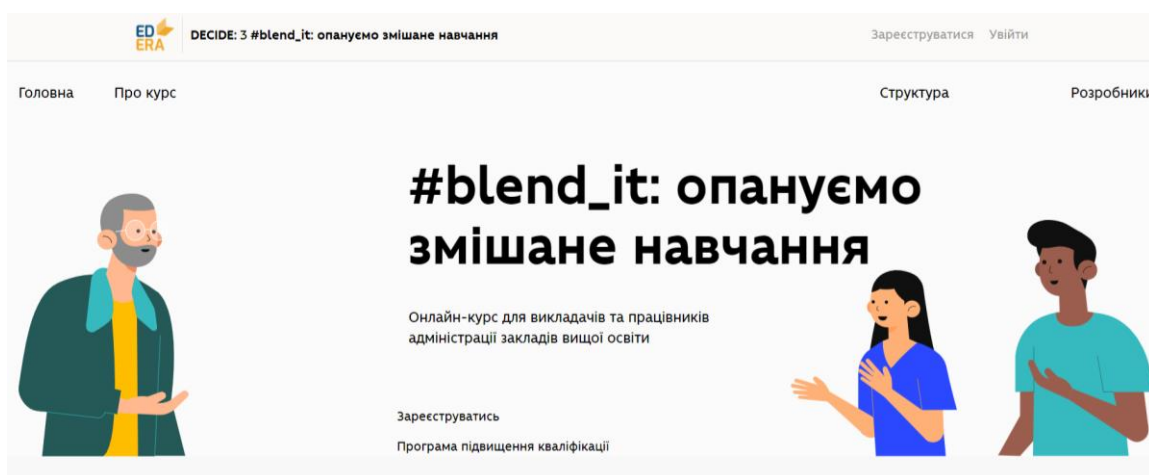 ED
ERA
DECIDE: 3 #blend_it: опануємо змішане навчання
Зареєструватися Увійти
Головна Про курс Структура Розробники
#blend_it: опануємо
змішане навчання
Онлайн-курс для викладачів та працівників
адміністрації закладів вищої освіти
Зареєструватись
Програма підвищення кваліфікації